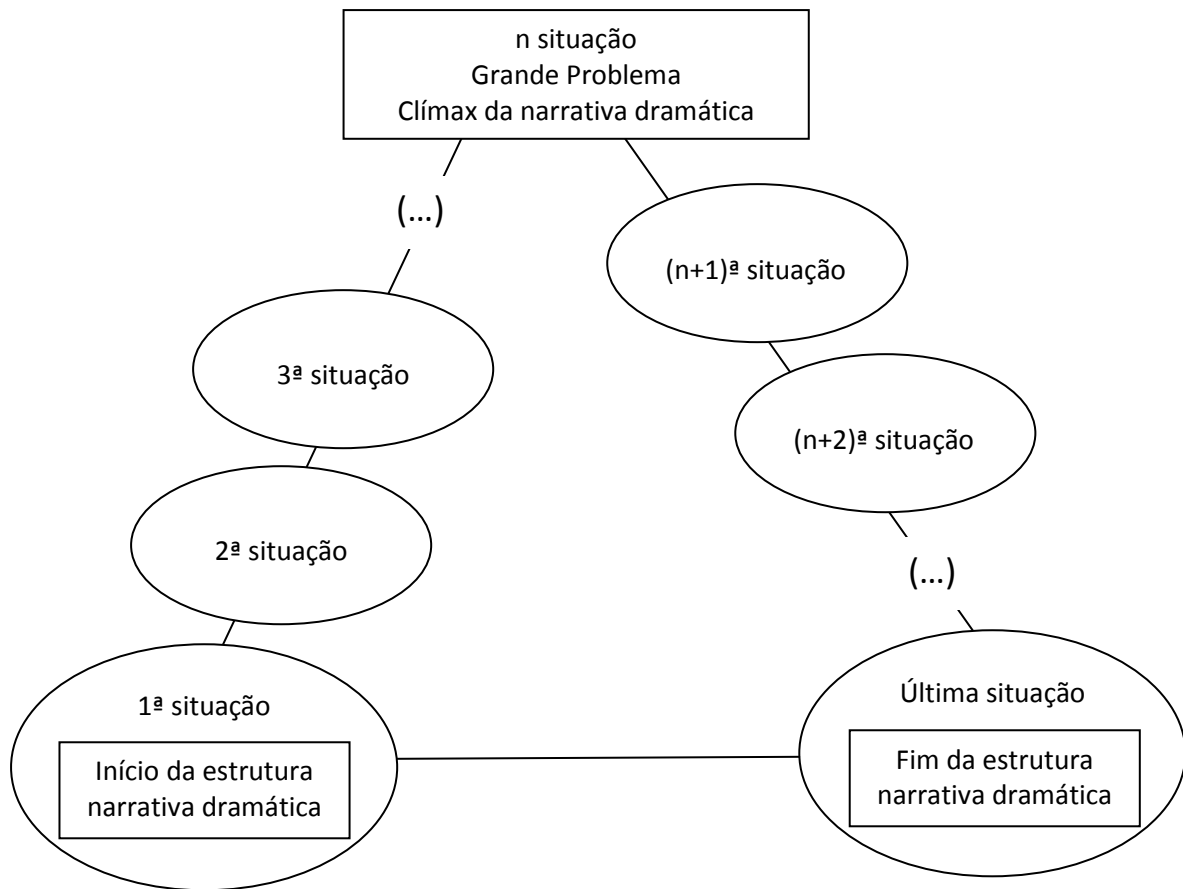 n situação
Grande Problema
Clímax da narrativa dramática
(...)
(n+1)ª situação
3ª situação
(n+2)ª situação
2ª situação
(...)
1ª situação
Início da estrutura
narrativa dramática
Última situação
Fim da estrutura
narrativa dramática